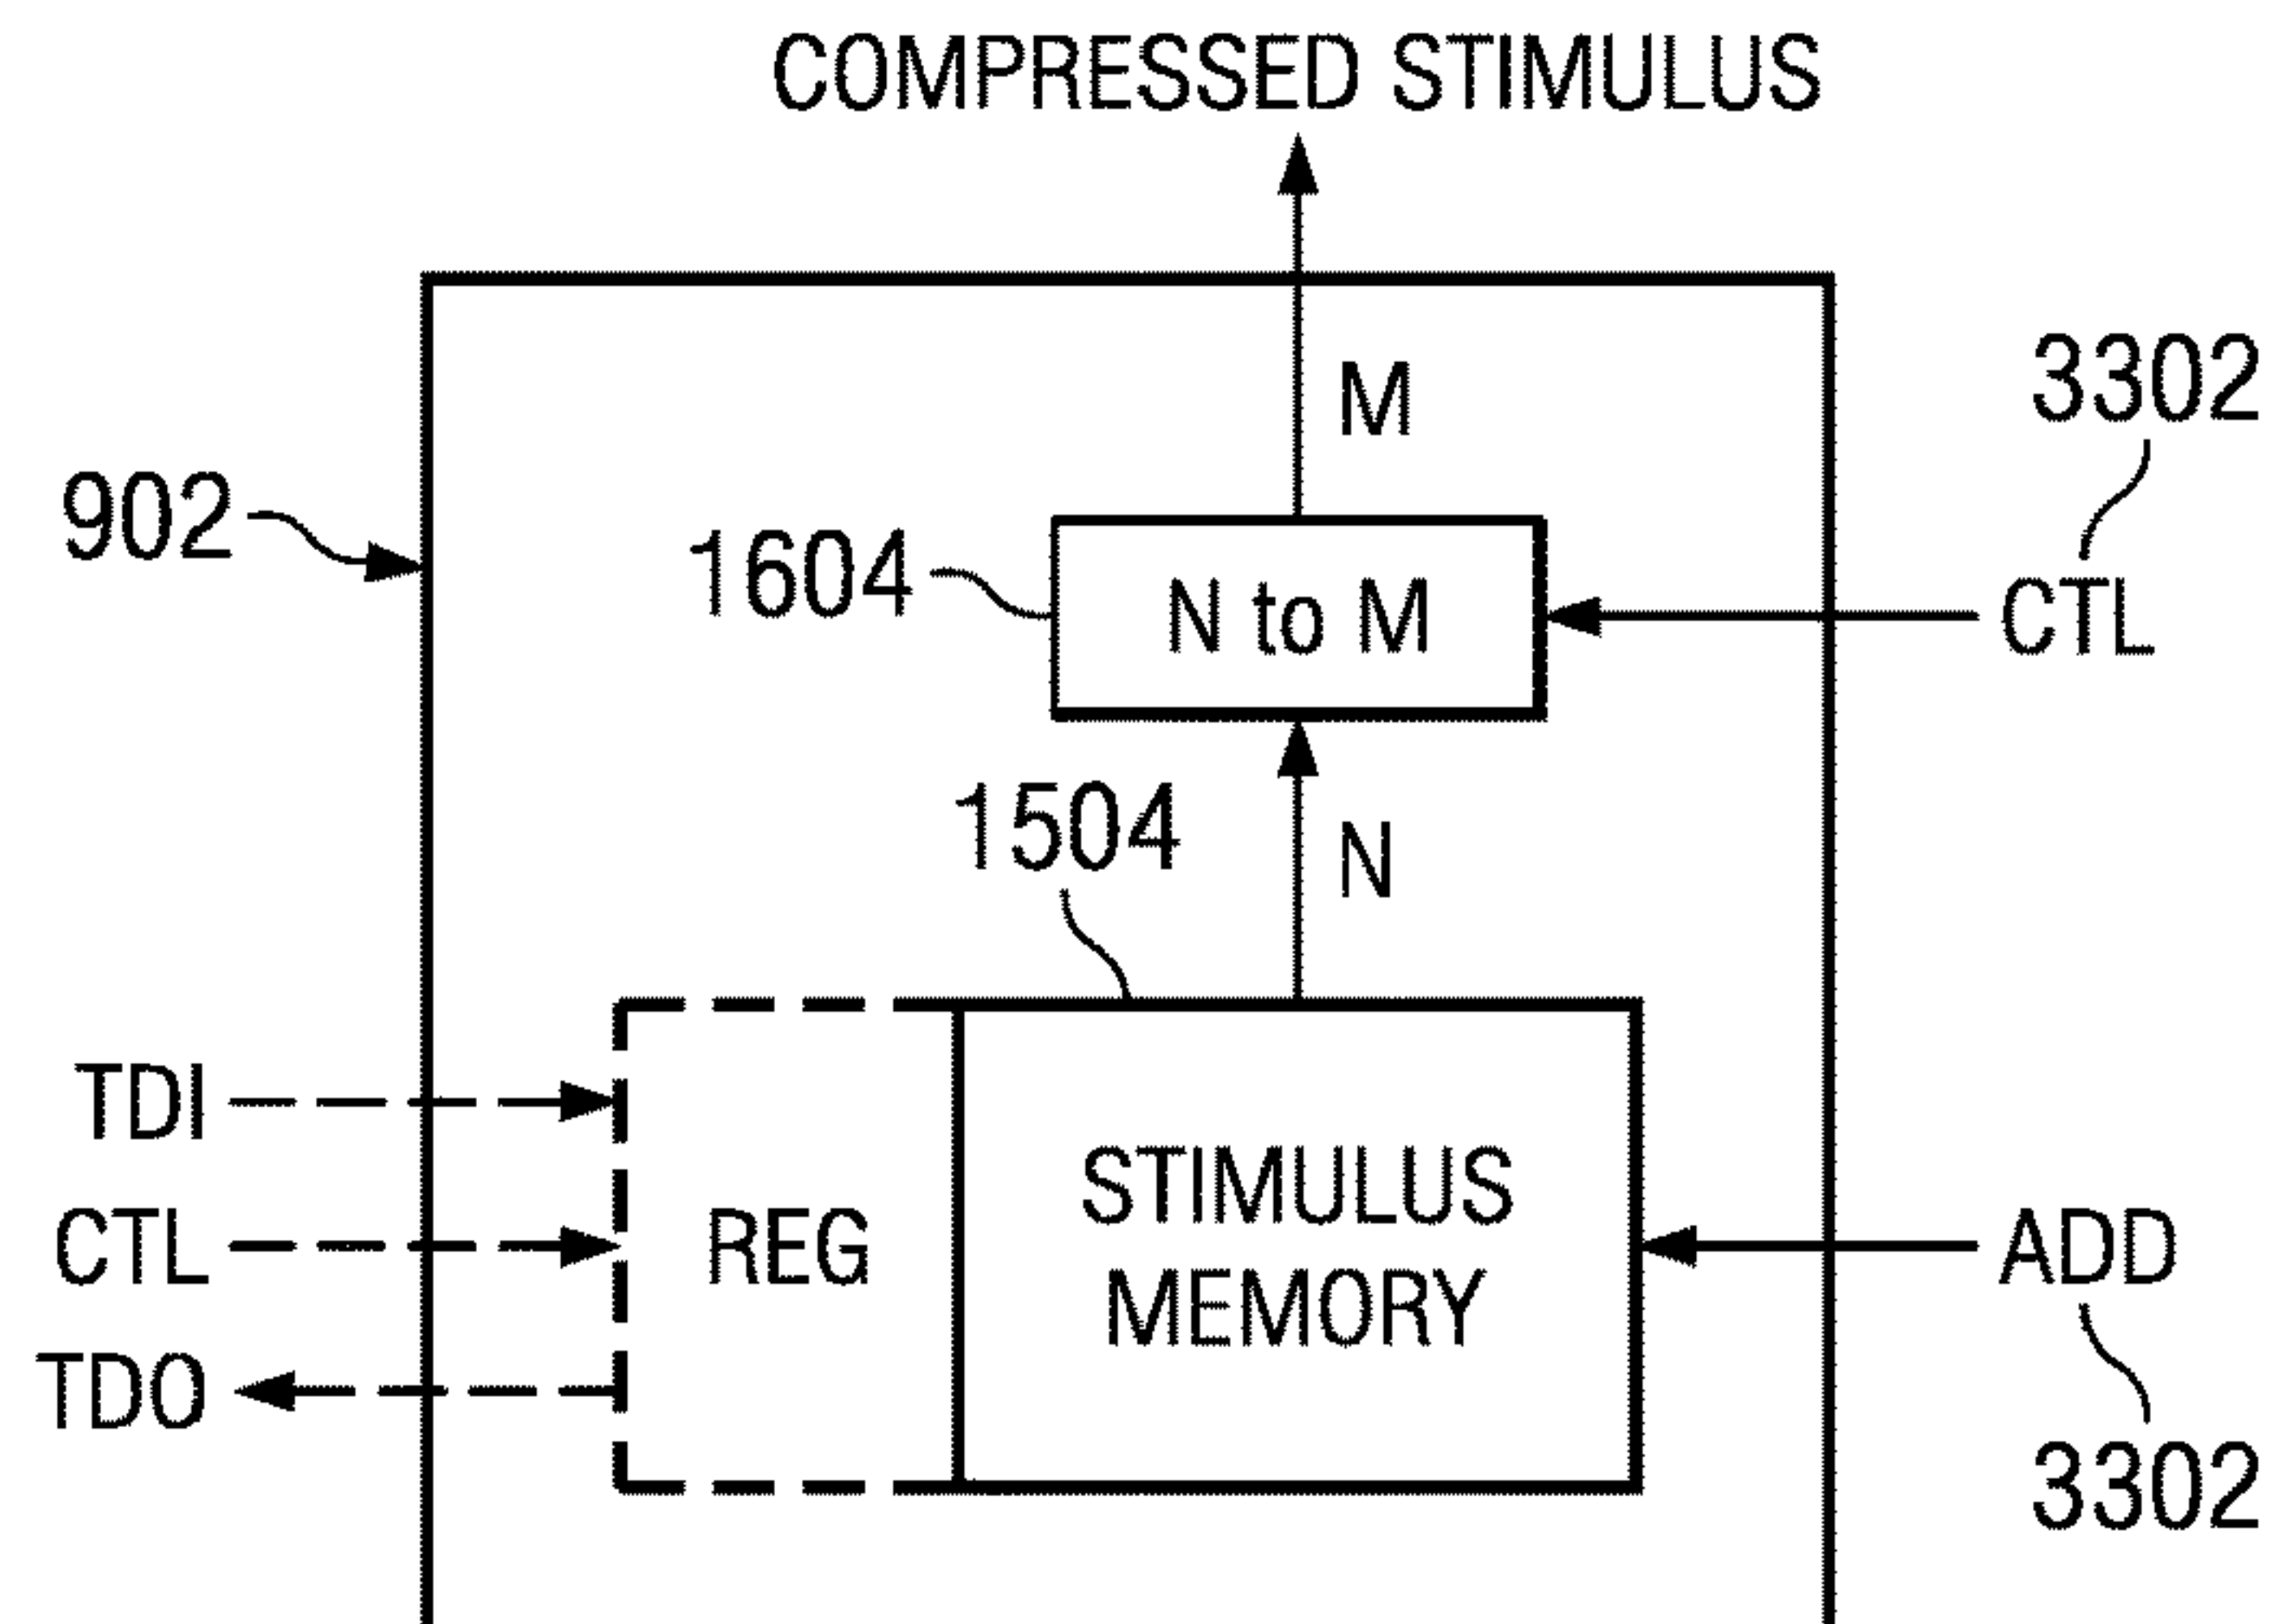 COMPRESSED STIMULUS
M
3302
902
1604
N to M
CTL
1504
N
TDI
CTL
TDO
REG
STIMULUS
MEMORY
ADD
3302